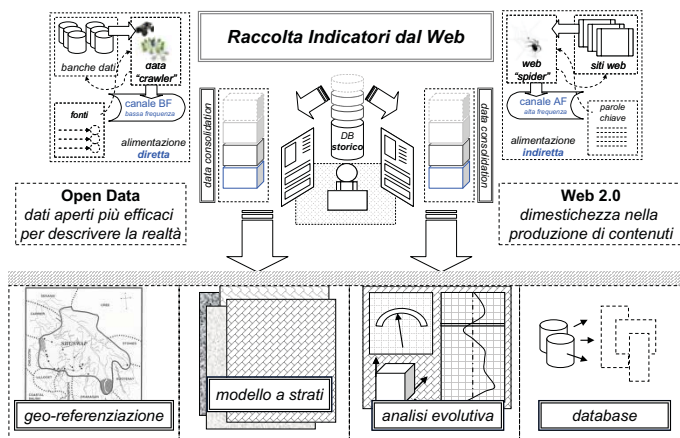 Raccolta Indicatori dal Web
banche dati
data
"crawler"
canale BF
bassa frequenza
fonti
alimentazione
diretta
data consolidation
DB
storico
data consolidation
web
"spider"
siti web
canale AF
alta frequenza
parole
chiave
alimentazione
indiretta
Open Data
dati aperti più efficaci
per descrivere la realtà
Web 2.0
dimestichezza nella
produzione di contenuti
geo-referenziazione
modello a strati
analisi evolutiva
database